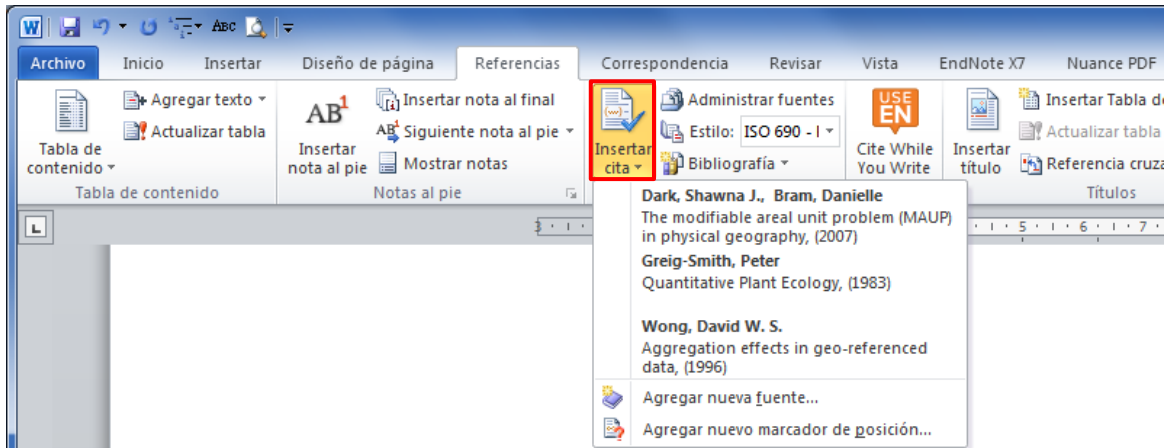 W
ABC
Archivo Inicio Insertar Diseño de página Referencias Correspondencia Revisar Vista EndNote X7 Nuance PDF
Tabla de
contenido
Agregar texto
Actualizar tabla
Tabla de contenido
AB1
Insertar
nota al pie
Insertar nota al final
Siguiente nota al pie
Mostrar notas
Notas al pie
Insertar
cita
Administrar fuentes
Estilo: ISO 690 -
Bibliografía
USE
EN
Cite While
You Write
Insertar
título
Insertar Tabla de
Actualizar tabla
Referencia cruza
Títulos
L
3 5 6 7
Dark, Shawna J., Bram, Danielle
The modifiable areal unit problem (MAUP)
in physical geography, (2007)
Greig-Smith, Peter
Quantitative Plant Ecology, (1983)
Wong, David W. S.
Aggregation effects in geo-referenced
data, (1996)
Agregar nueva fuente...
Agregar nuevo marcador de posición...